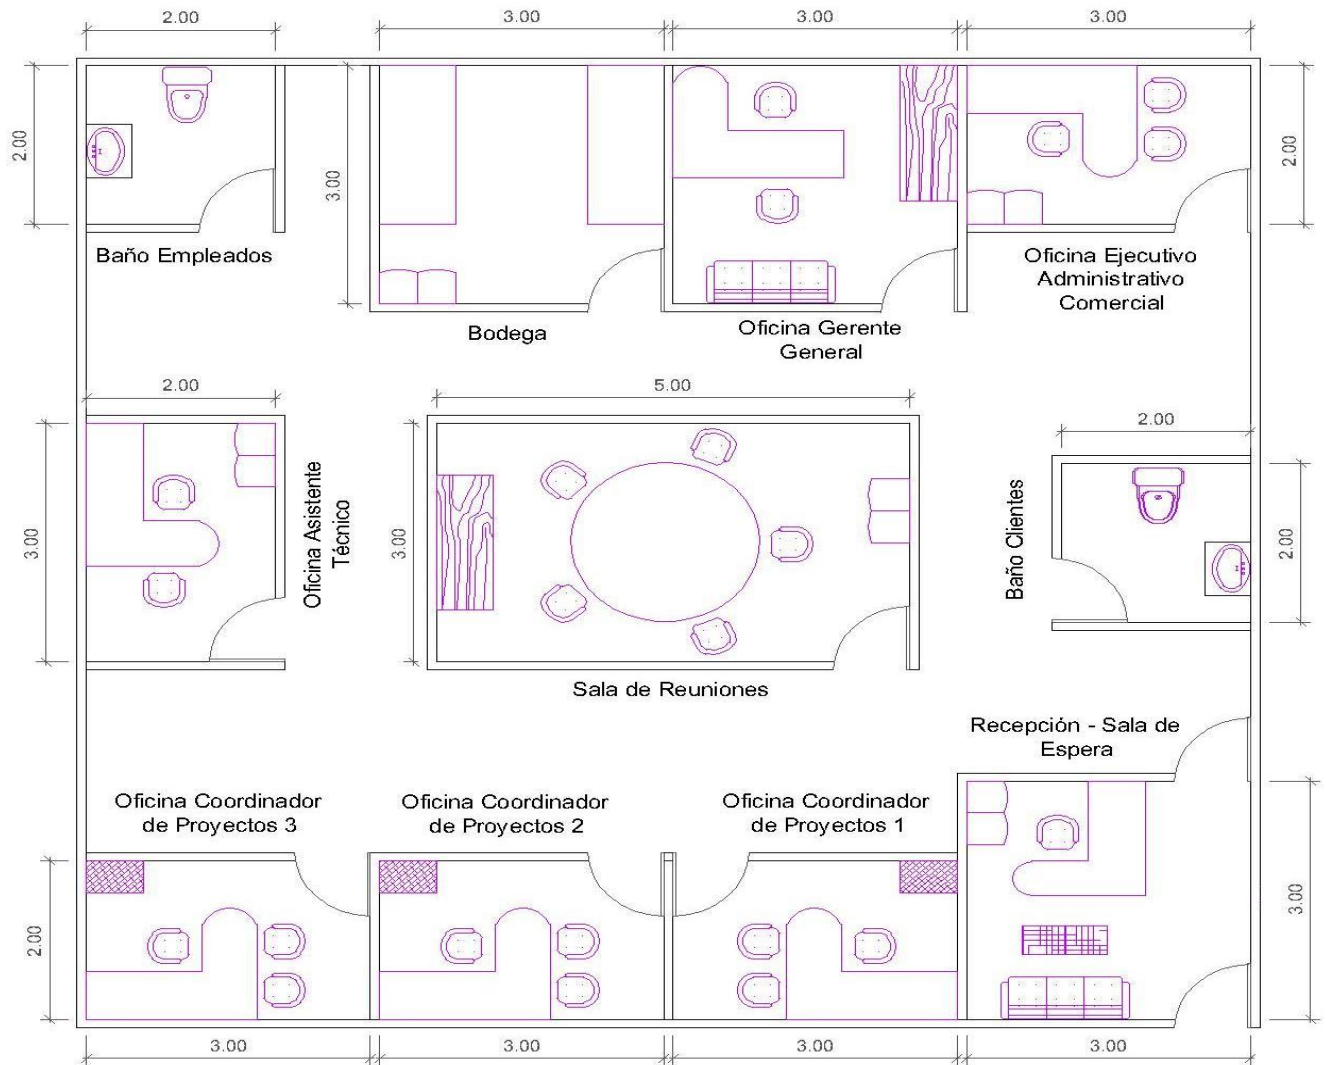 2.00
3.00
3.00
3.00
2.00
3.00
2.00
Baño Empleados
Bodega
Oficina Gerente
General
Oficina Ejecutivo
Administrativo
Comercial
2.00
5.00
2.00
3.00
Oficina Asistente
Técnico
3.00
Baño Clientes
2.00
Sala de Reuniones
Recepción - Sala de
Espera
Oficina Coordinador
de Proyectos 3
Oficina Coordinador
de Proyectos 2
Oficina Coordinador
de Proyectos 1
2.00
3.00
3.00
3.00
3.00
3.00